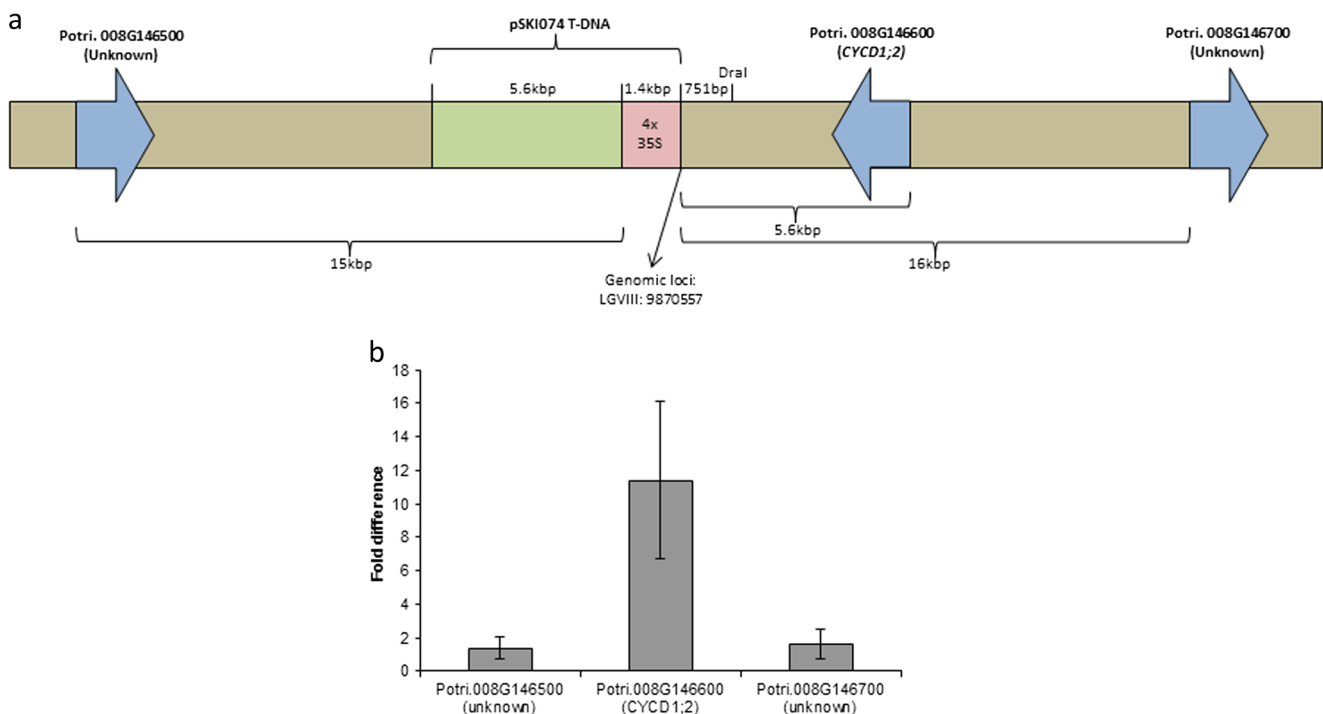 a
pSKI074 T-DNA
Potri. 008G146500
(Unknown)
Potri. 008G146600
(CYCD1;2)
Potri. 008G146700
(Unknown)
5.6kbp
1.4kbp
751bp
DraI
4x
35S
5.6kbp
15kbp
16kbp
Genomic loci:
LGVIII: 9870557
b
Fold difference
18
16
14
12
10
8
6
4
2
0
Potri.008G146500
(unknown)
Potri.008G146600
(CYCD1;2)
Potri.008G146700
(unknown)